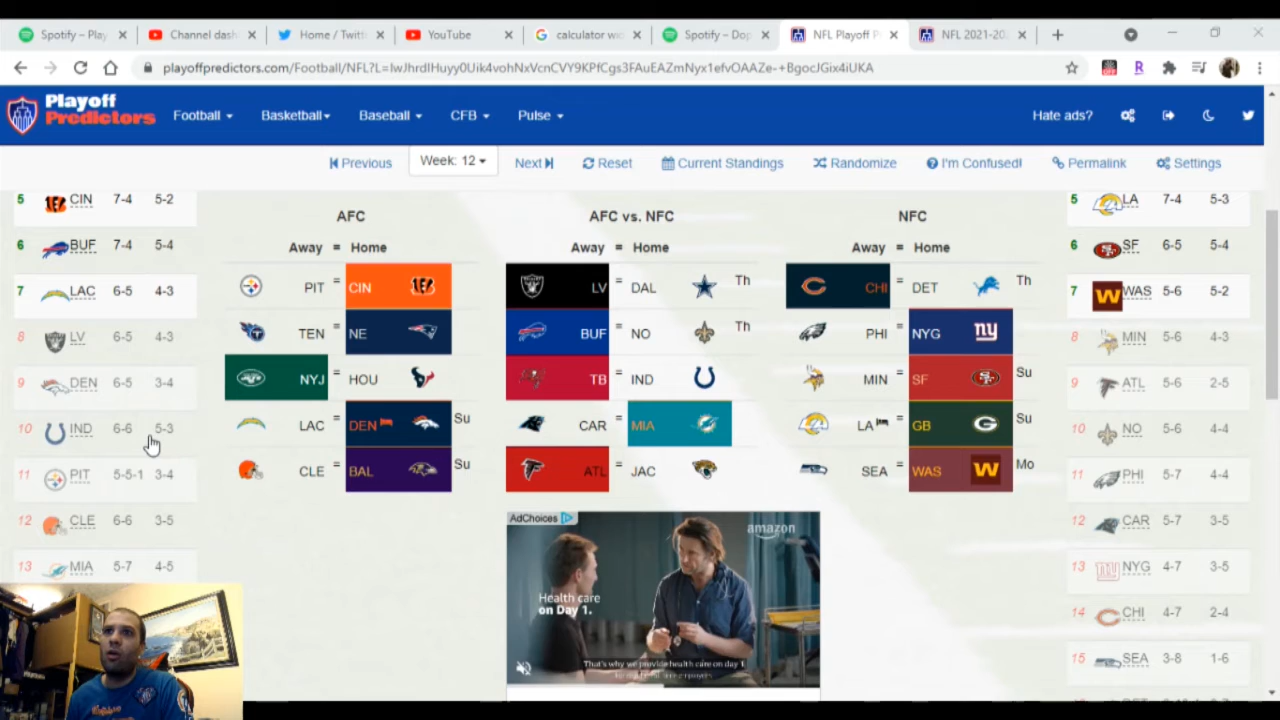 Spotify – Play
Channel dash
Home / Twitt
YouTube
calculator wi
Spotify – Dop
NFL Playoff P
NFL 2021-20
playoffpredictors.com/Football/NFL?L=IwJhrdIHuyy0Uik4vohNxVcnCVY9KPfCgs3FAuEAZmNyx1efvOAAZe-+BgocJGix4iUKA
Playoff
Predictors
Football
Basketball
Baseball
CFB
Pulse
Hate ads?
Previous
Week: 12
Next
Reset
Current Standings
Randomize
I'm Confused!
Permalink
Settings
5 CIN 7-4 5-2
6 BUF 7-4 5-4
7 LAC 6-5 4-3
8 LV 6-5 4-3
9 DEN 6-5 3-4
10 IND 6-6 5-3
11 PIT 5-5-1 3-4
12 CLE 6-6 3-5
13 MIA 5-7 4-5
AFC
Away = Home
PIT = CIN
TEN = NE
NYJ = HOU
LAC = DEN Su
CLE = BAL Su
AFC vs. NFC
Away = Home
LV = DAL Th
BUF = NO Th
TB = IND
CAR = MIA
ATL = JAC
NFC
Away = Home
CHI = DET Th
PHI = NYG
MIN = SF Su
LA = GB Su
SEA = WAS Mo
AdChoices
amazon
Health care
on Day 1.
That's why we provide health care on day 1
5 LA 7-4 5-3
6 SF 6-5 5-4
7 WAS 5-6 5-2
8 MIN 5-6 4-3
9 ATL 5-6 2-5
10 NO 5-6 4-4
11 PHI 5-7 4-4
12 CAR 5-7 3-5
13 NYG 4-7 3-5
14 CHI 4-7 2-4
15 SEA 3-8 1-6